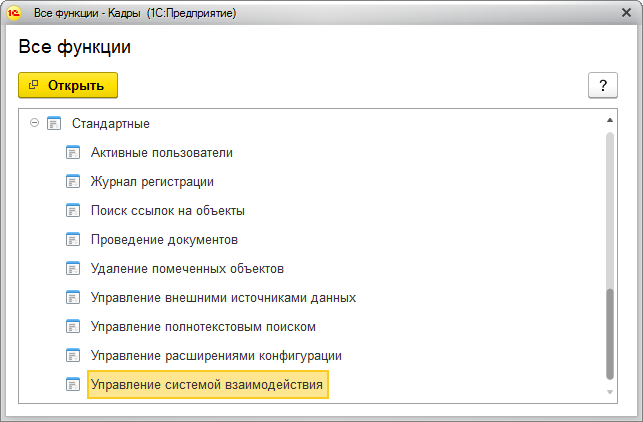 Все функции - Кадры (1С:Предприятие)
Все функции
Открыть ?
Стандартные
Активные пользователи
Журнал регистрации
Поиск ссылок на объекты
Проведение документов
Удаление помеченных объектов
Управление внешними источниками данных
Управление полнотекстовым поиском
Управление расширениями конфигурации
Управление системой взаимодействия